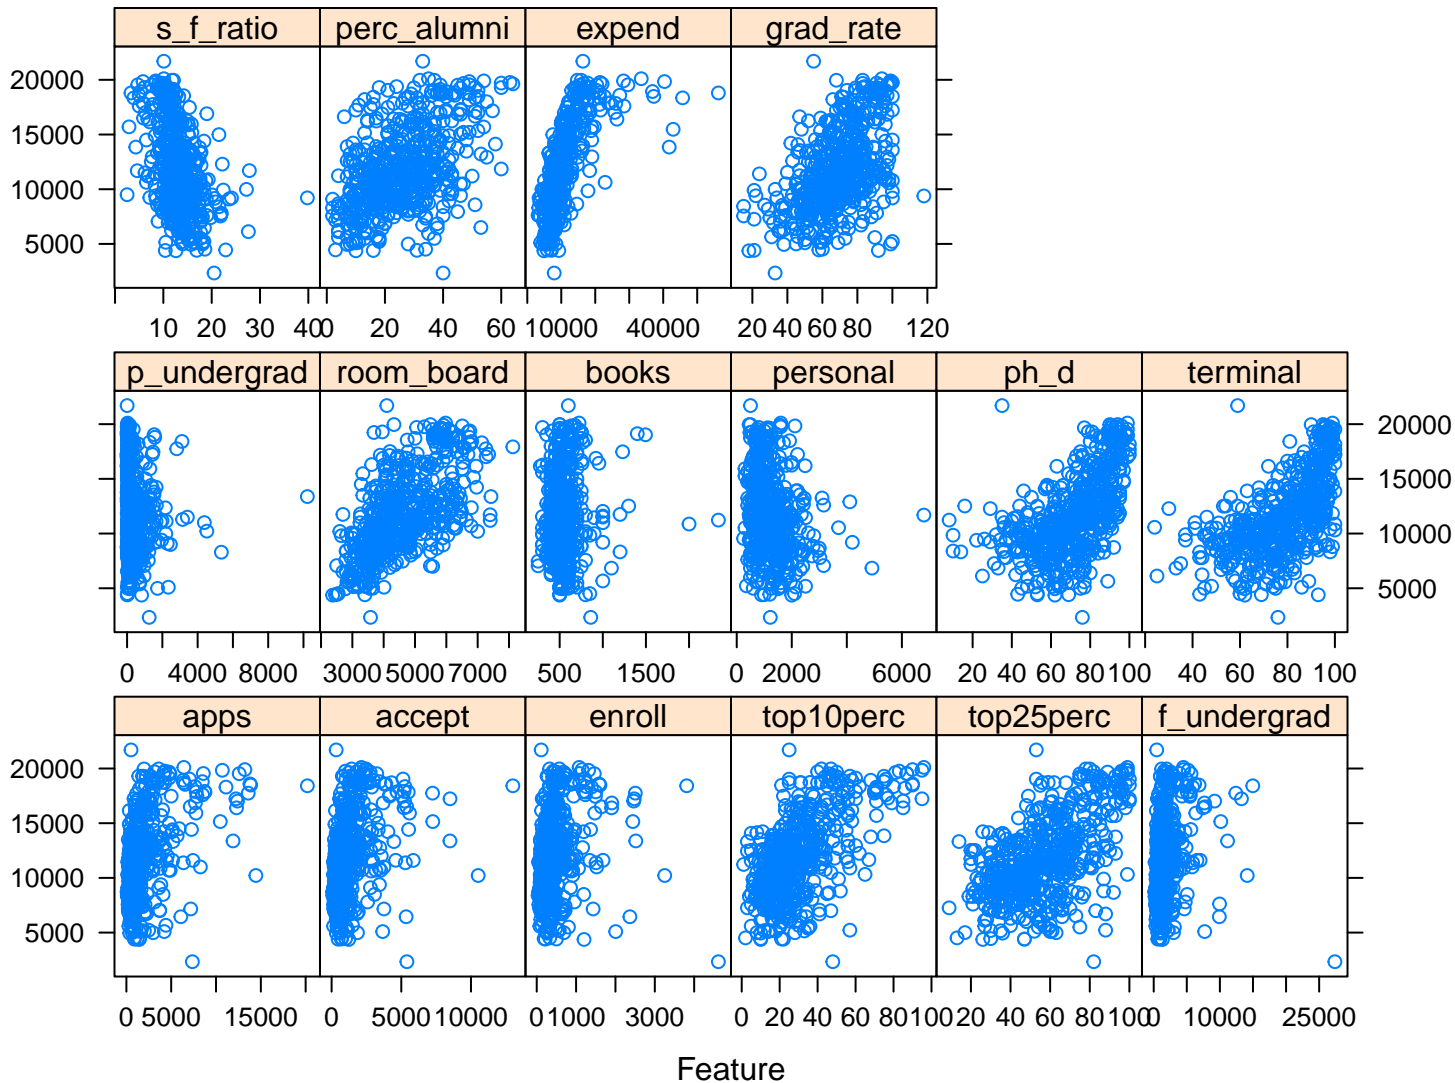 s_f_ratio perc_alumni expend grad_rate
20000
15000
10000
5000
10 20 30 40 0 20 40 60 10000 40000 20 40 60 80 120
p_undergrad room_board books personal ph_d terminal
20000
15000
10000
5000
0 4000 8000 3000 5000 7000 500 1500 0 2000 6000 20 40 60 80 100 40 60 80 100
apps accept enroll top10perc top25perc f_undergrad
20000
15000
10000
5000
0 5000 15000 0 5000 10000 0 1000 3000 0 20 40 60 80 100 20 40 60 80 100 0 10000 25000
Feature